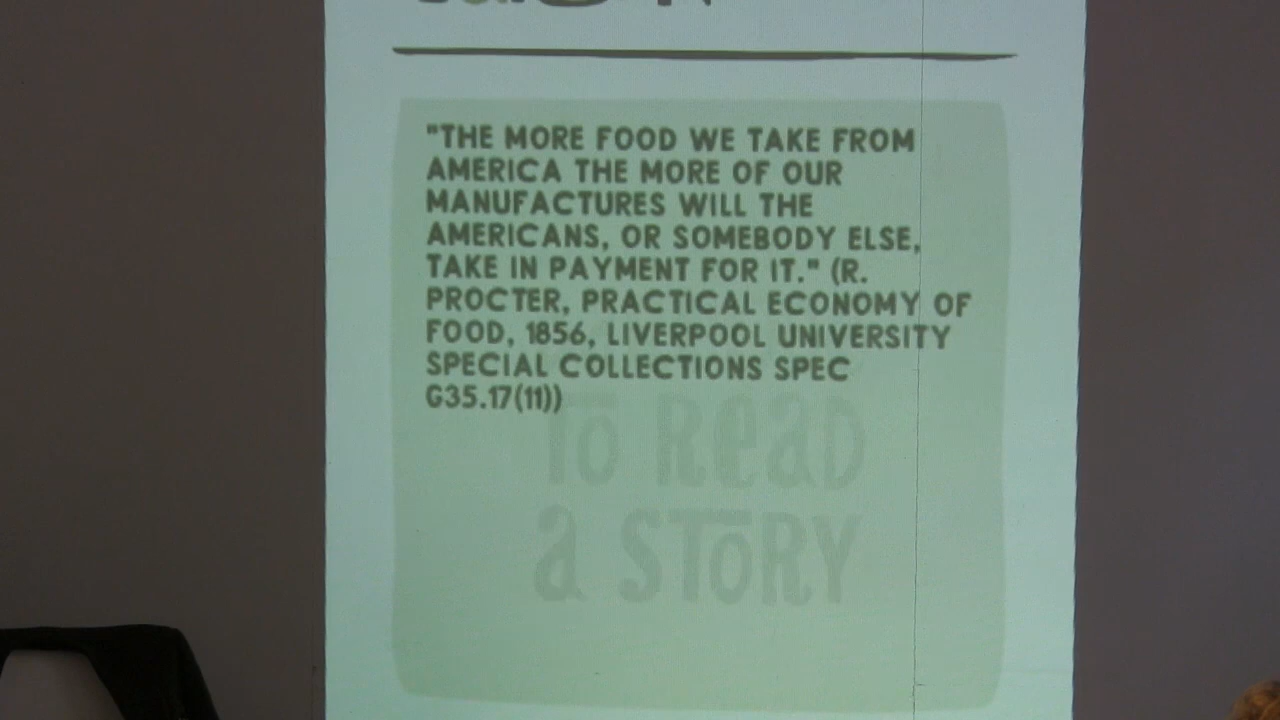 "THE MORE FOOD WE TAKE FROM
AMERICA THE MORE OF OUR
MANUFACTURES WILL THE
AMERICANS, OR SOMEBODY ELSE,
TAKE IN PAYMENT FOR IT." (R.
PROCTER, PRACTICAL ECONOMY OF
FOOD, 1856, LIVERPOOL UNIVERSITY
SPECIAL COLLECTIONS SPEC
G35.17(11))
To Read
a STORY